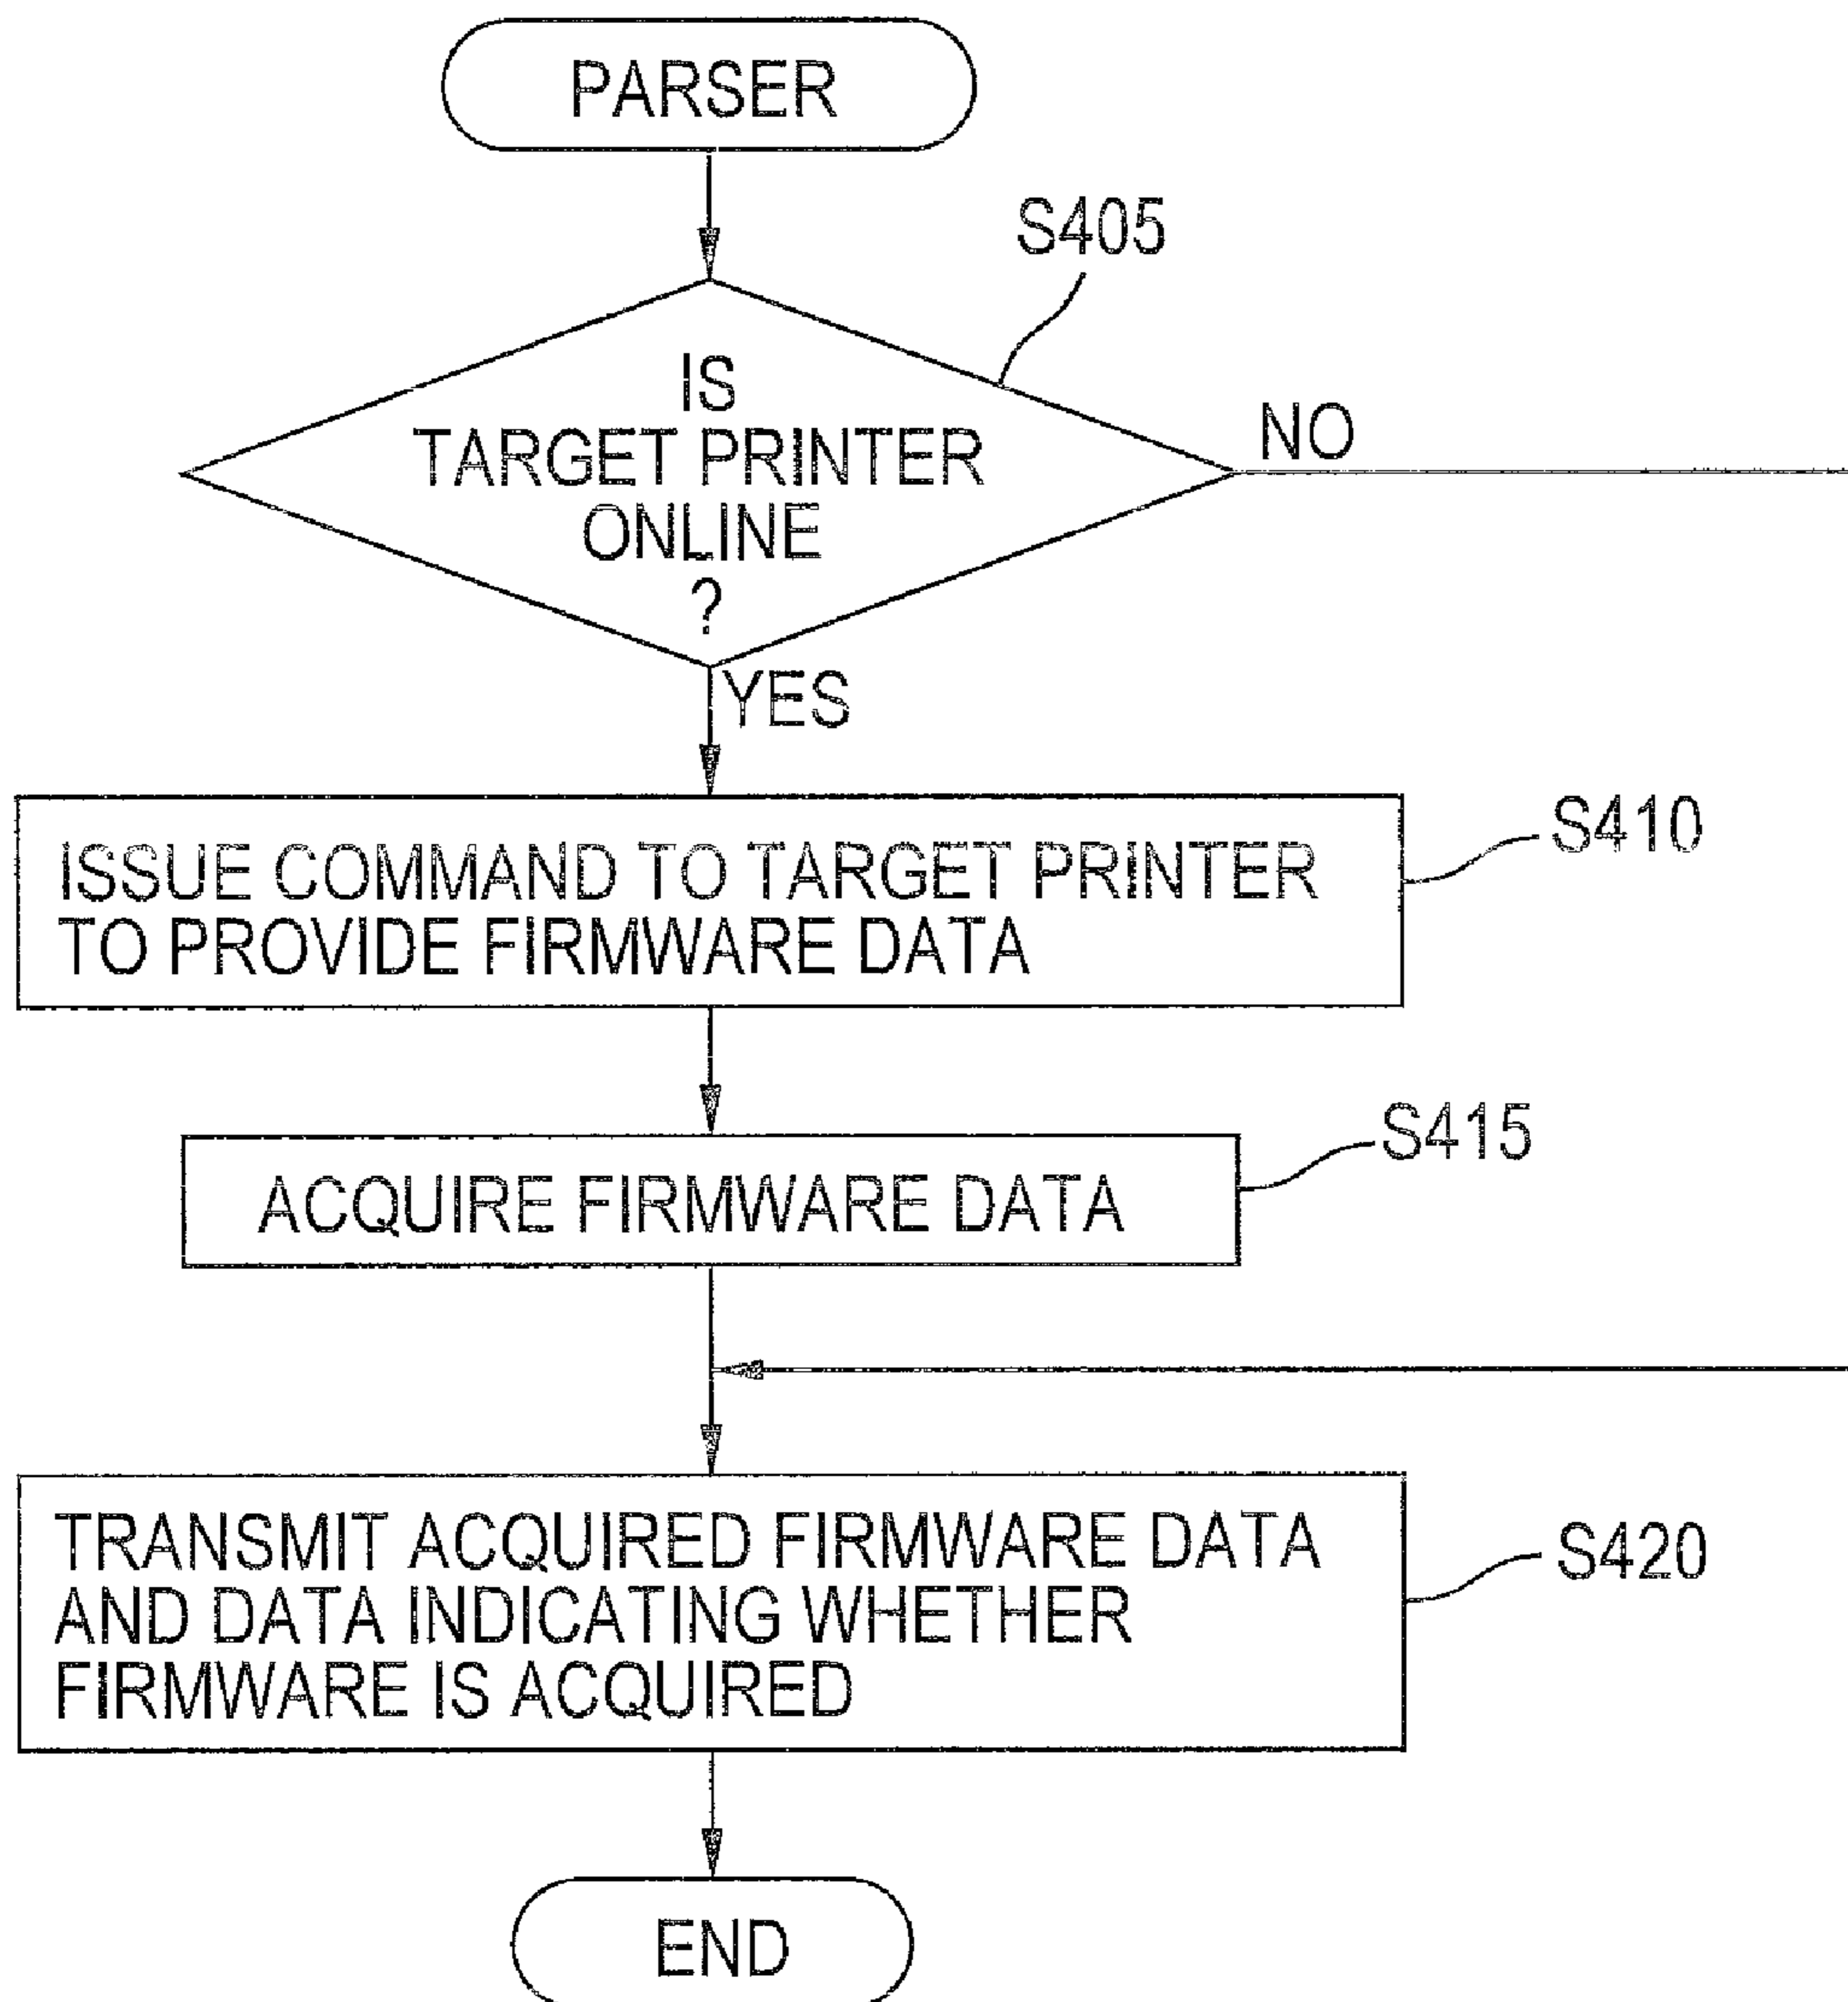 PARSER
S405
IS
TARGET PRINTER
ONLINE
?
NO
YES
ISSUE COMMAND TO TARGET PRINTER
TO PROVIDE FIRMWARE DATA
S410
ACQUIRE FIRMWARE DATA
S415
TRANSMIT ACQUIRED FIRMWARE DATA
AND DATA INDICATING WHETHER
FIRMWARE IS ACQUIRED
S420
END